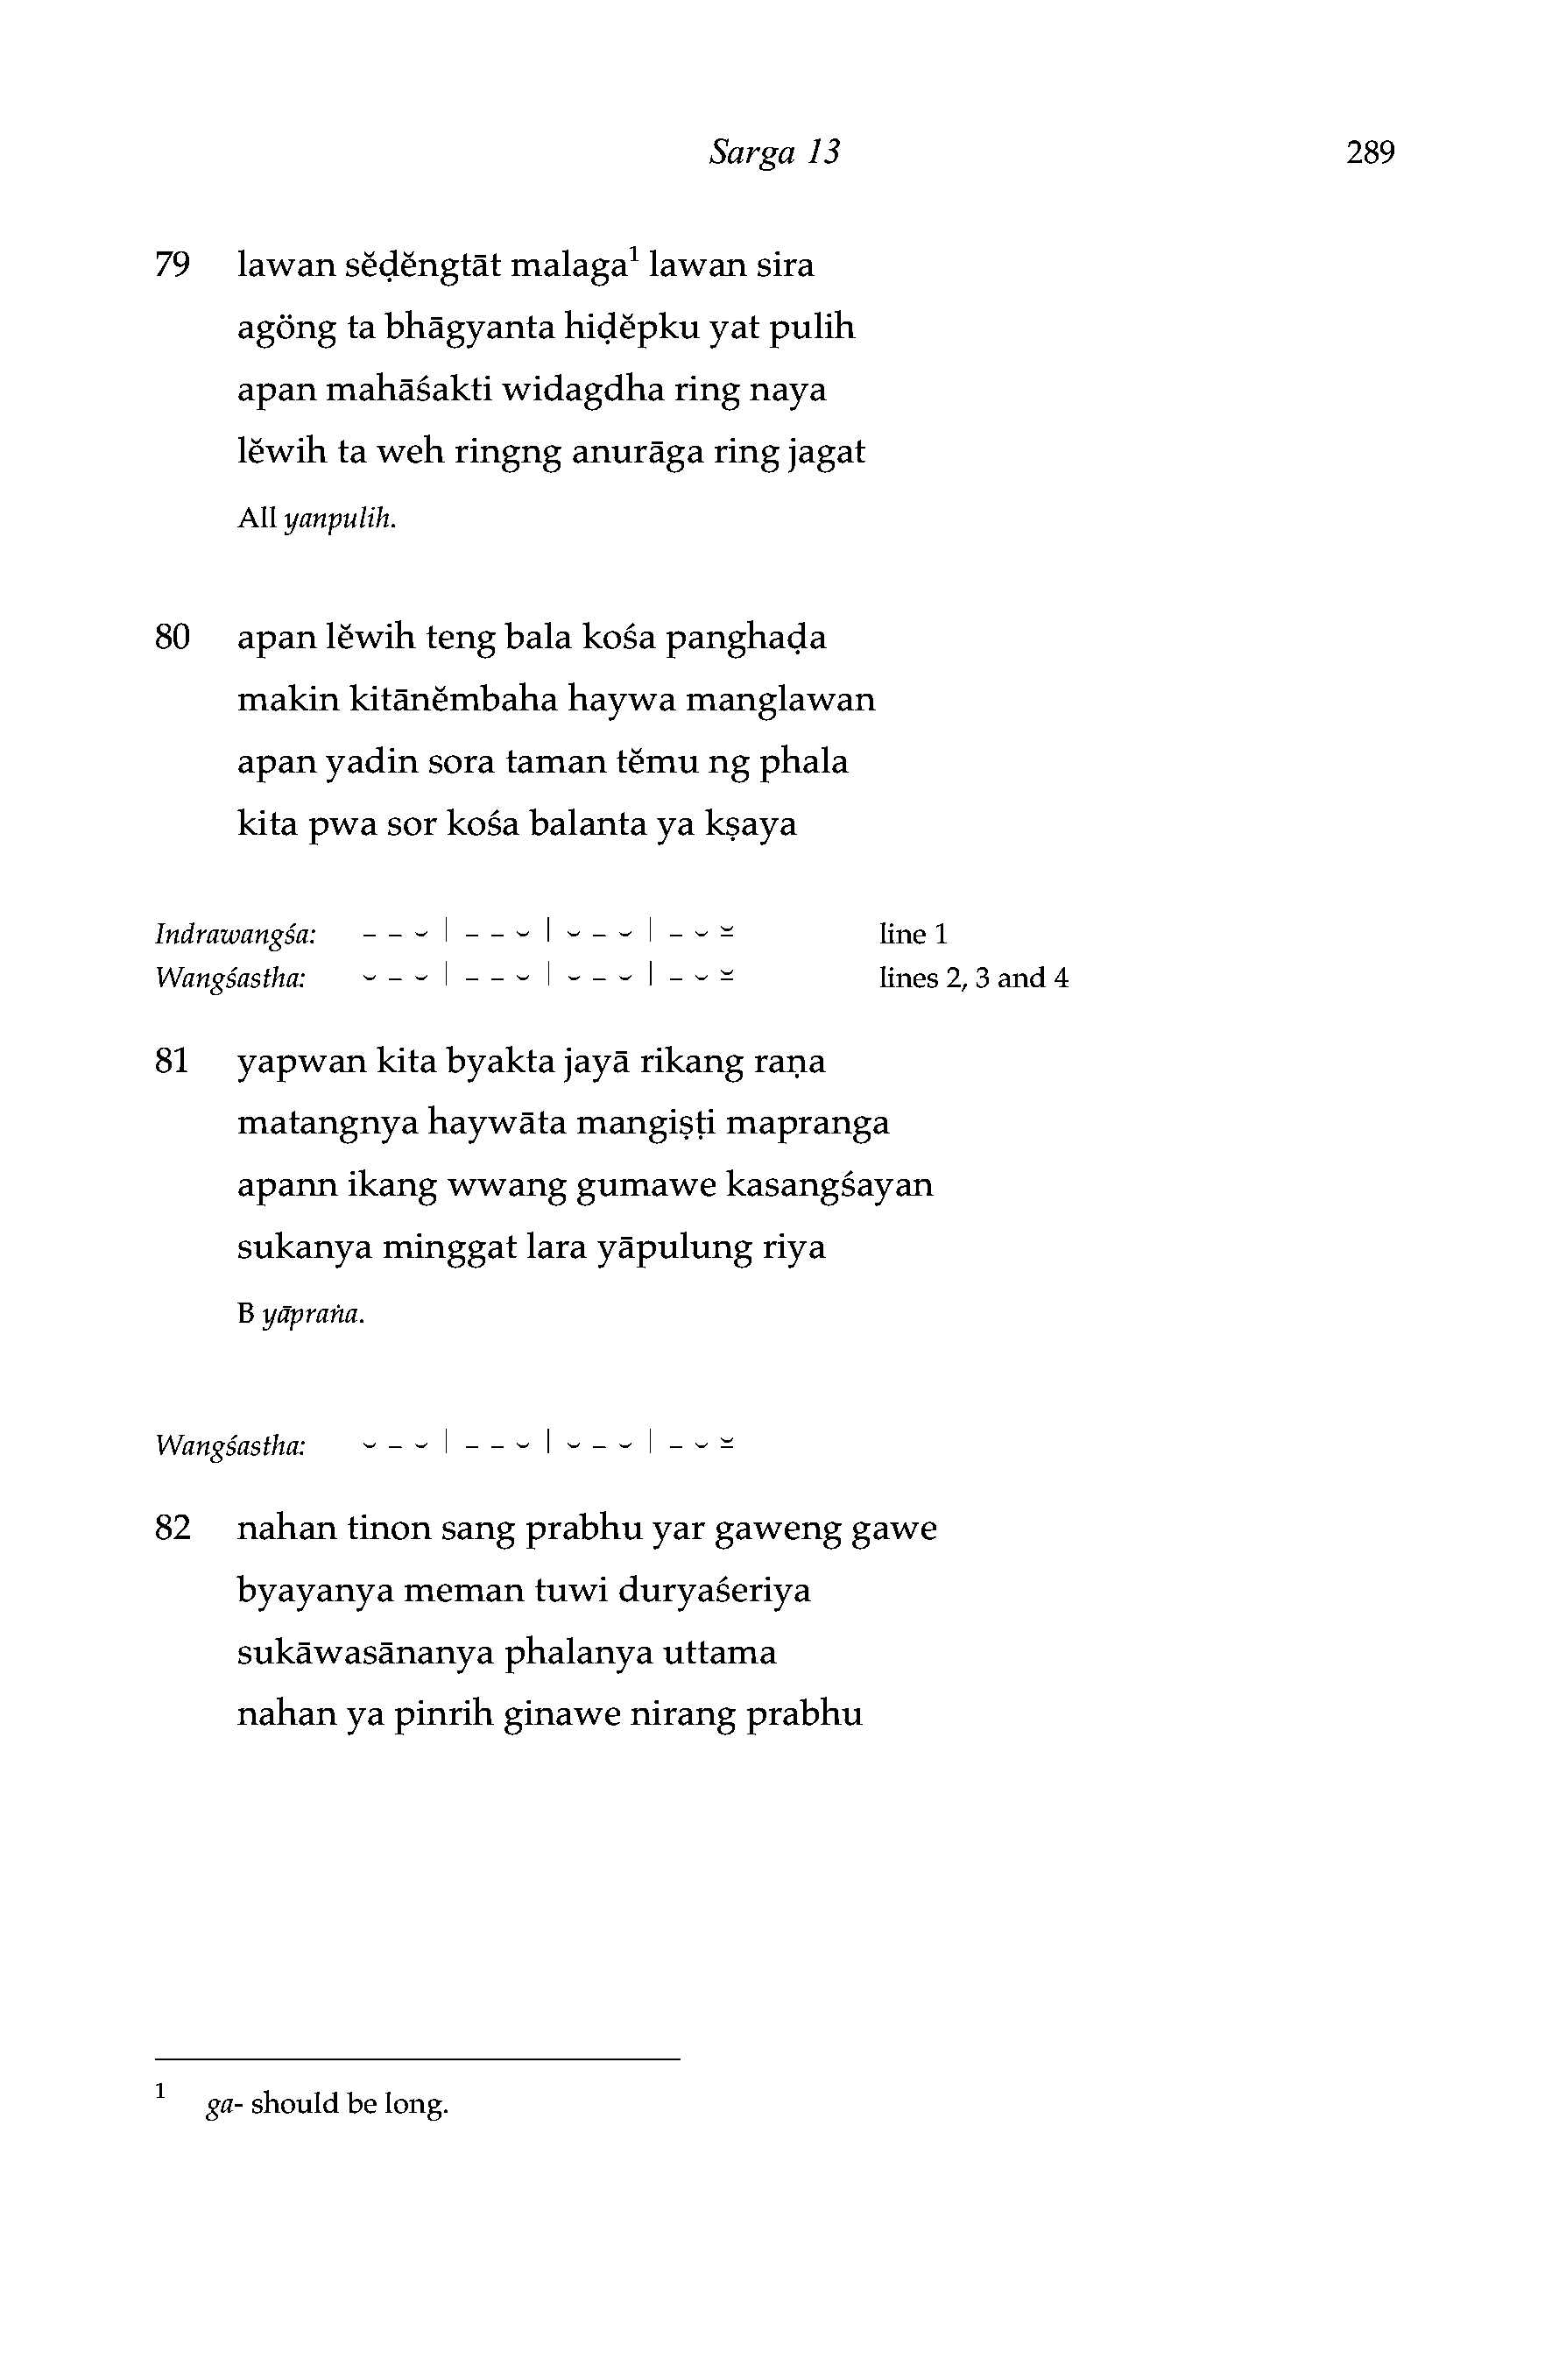 Sarga 13 289
79 lawan sĕḍĕngtāt malaga¹ lawan sira
agöng ta bhāgyanta hiḍĕpku yat pulih
apan mahāśakti widagdha ring naya
lĕwih ta weh ringng anurāga ring jagat
All yanpulih.
80 apan lĕwih teng bala kośa panghaḍa
makin kitānĕmbaha haywa manglawan
apan yadin sora taman tĕmu ng phala
kita pwa sor kośa balanta ya kṣaya
Indrawangśa: – – ⏑ | – – ⏑ | ⏑ – ⏑ | – ⏑ ⏓ line 1
Wangśastha: ⏑ – ⏑ | – – ⏑ | ⏑ – ⏑ | – ⏑ ⏓ lines 2, 3 and 4
81 yapwan kita byakta jayā rikang raṇa
matangnya haywāta mangiṣṭi mapranga
apann ikang wwang gumawe kasangśayan
sukanya minggat lara yāpulung riya
B yāpraṅa.
Wangśastha: ⏑ – ⏑ | – – ⏑ | ⏑ – ⏑ | – ⏑ ⏓
82 nahan tinon sang prabhu yar gaweng gawe
byayanya meman tuwi duryaśeriya
sukāwasānanya phalanya uttama
nahan ya pinrih ginawe nirang prabhu
1 ga- should be long.